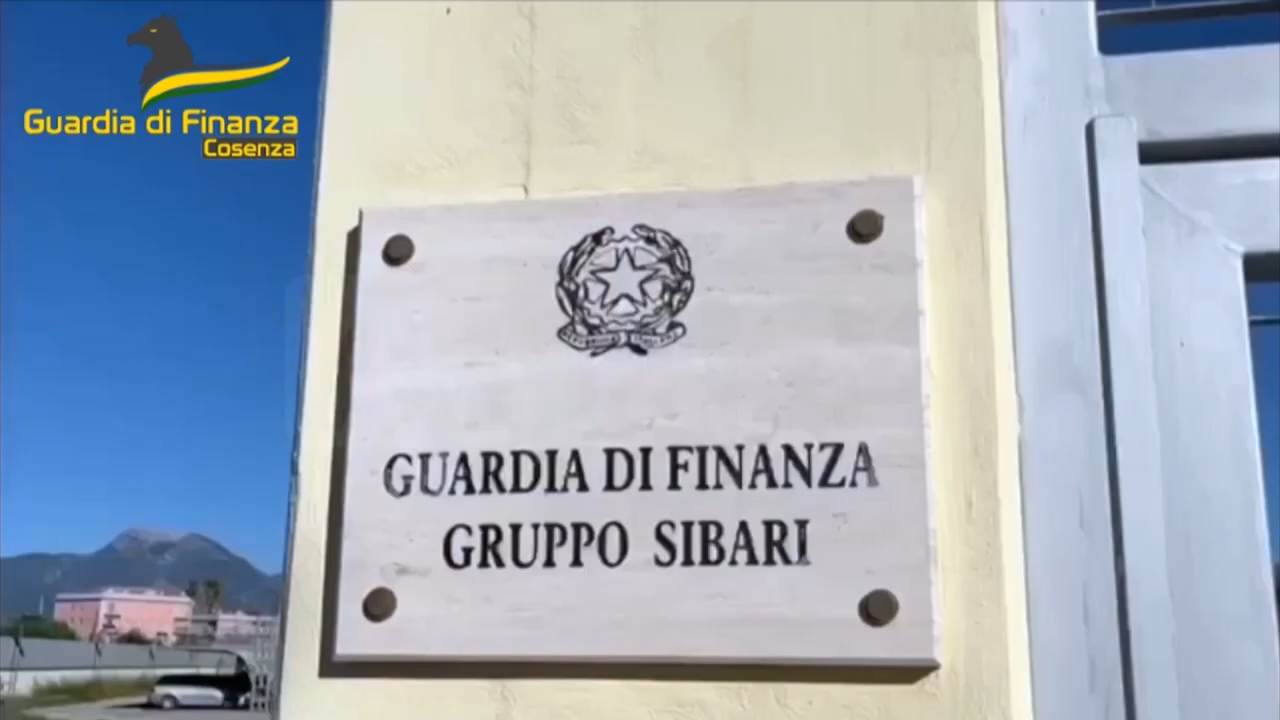 Guardia di Finanza
Cosenza
GUARDIA DI FINANZA
GRUPPO SIBARI